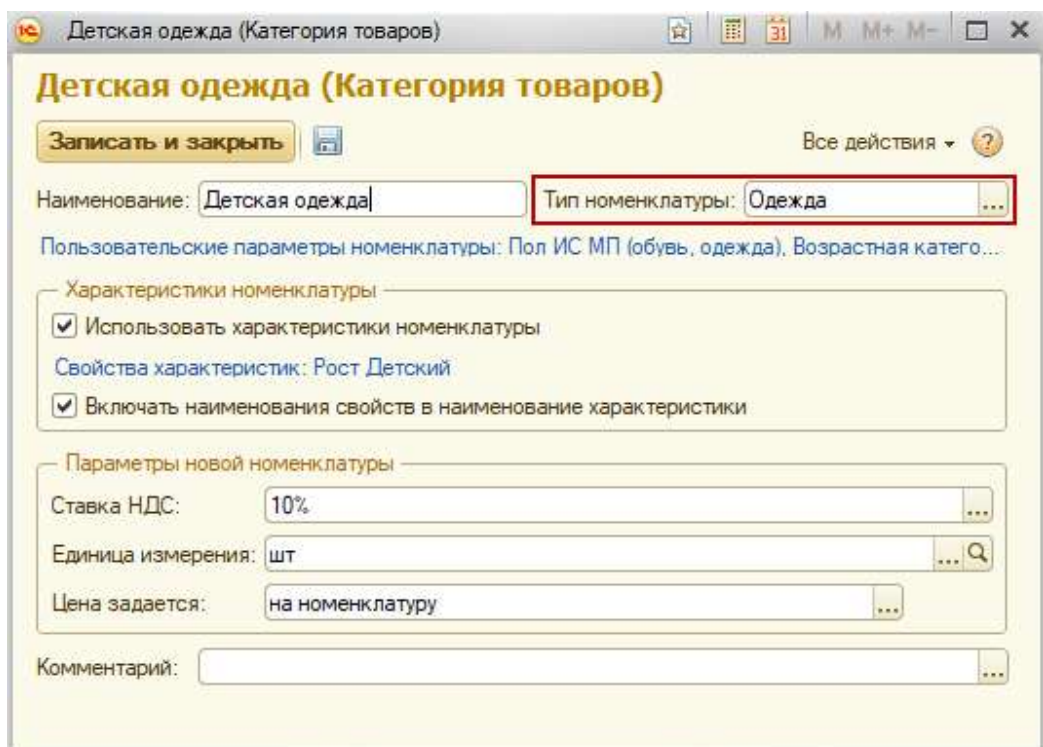 1С Детская одежда (Категория товаров) 31 M M+ M-
Детская одежда (Категория товаров)
Записать и закрыть Все действия ?
Наименование: Детская одежда Тип номенклатуры: Одежда ...
Пользовательские параметры номенклатуры: Пол ИС МП (обувь, одежда), Возрастная катего...
Характеристики номенклатуры
Использовать характеристики номенклатуры
Свойства характеристик: Рост Детский
Включать наименования свойств в наименование характеристики
Параметры новой номенклатуры
Ставка НДС: 10% ...
Единица измерения: шт ...
Цена задается: на номенклатуру ...
Комментарий: ...